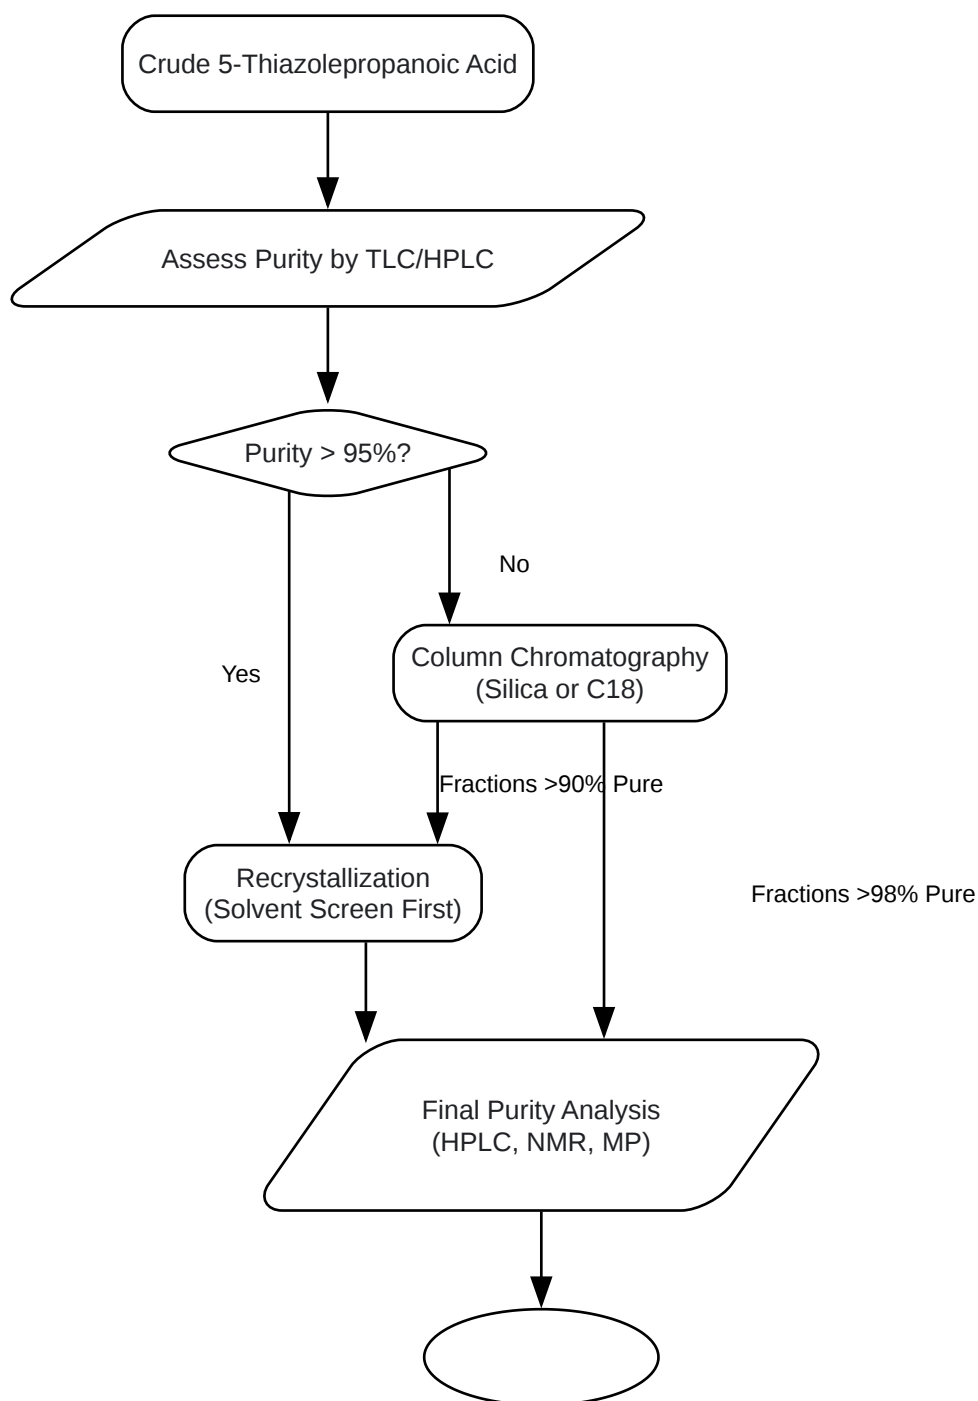 Crude 5-Thiazolepropanoic Acid
Assess Purity by TLC/HPLC
Purity > 95%?
No
Column Chromatography
(Silica or C18)
Yes
Fractions >90% Pure
Recrystallization
(Solvent Screen First)
Fractions >98% Pure
Final Purity Analysis
(HPLC, NMR, MP)